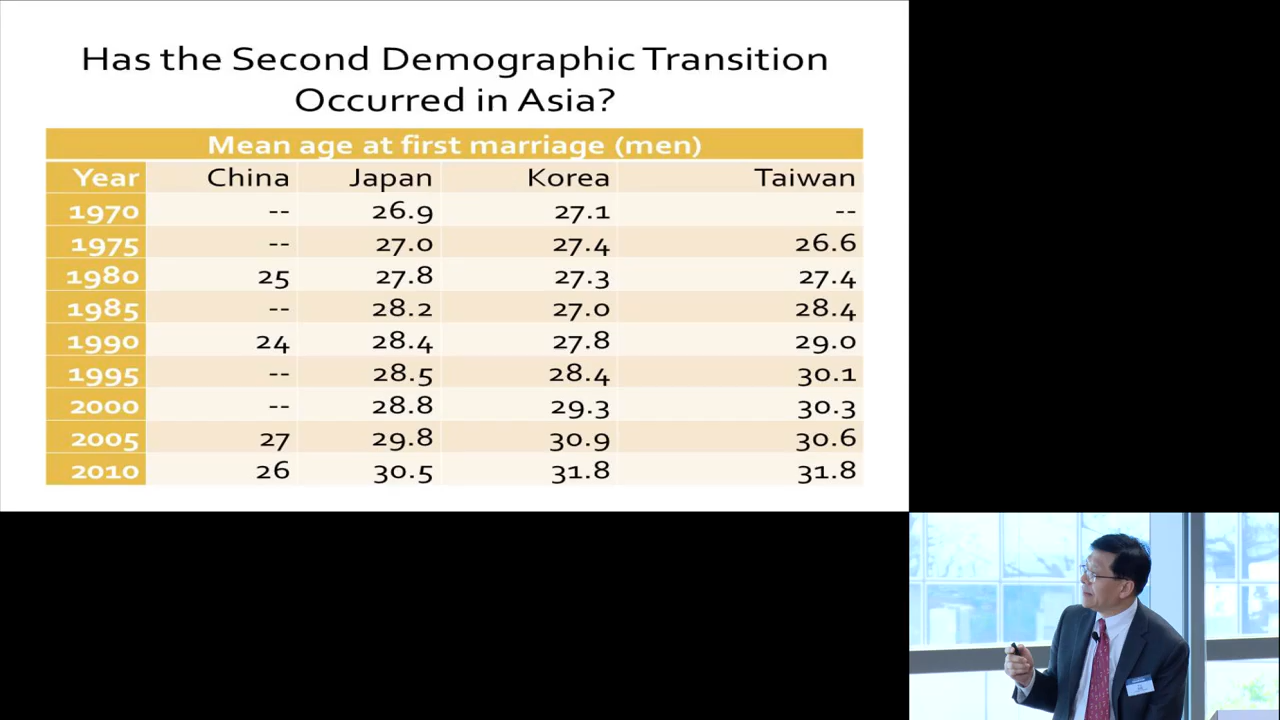 Has the Second Demographic Transition
Occurred in Asia?
Mean age at first marriage (men)
Year China Japan Korea Taiwan
1970 -- 26.9 27.1 --
1975 -- 27.0 27.4 26.6
1980 25 27.8 27.3 27.4
1985 -- 28.2 27.0 28.4
1990 24 28.4 27.8 29.0
1995 -- 28.5 28.4 30.1
2000 -- 28.8 29.3 30.3
2005 27 29.8 30.9 30.6
2010 26 30.5 31.8 31.8